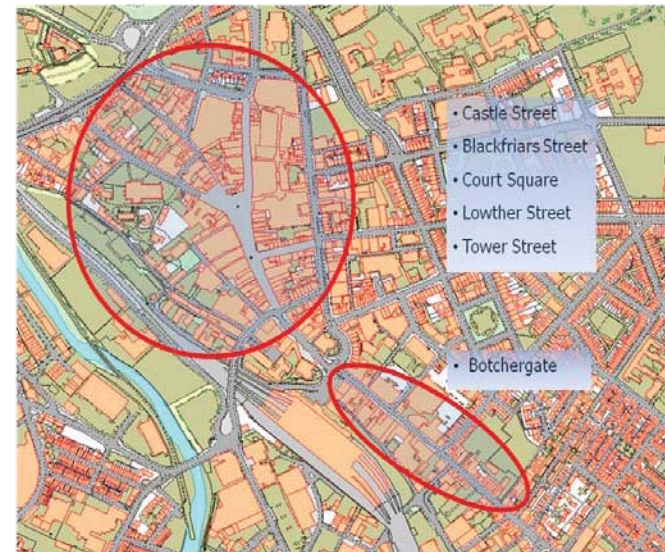 • Castle Street
• Blackfriars Street
• Court Square
• Lowther Street
• Tower Street
• Botchergate